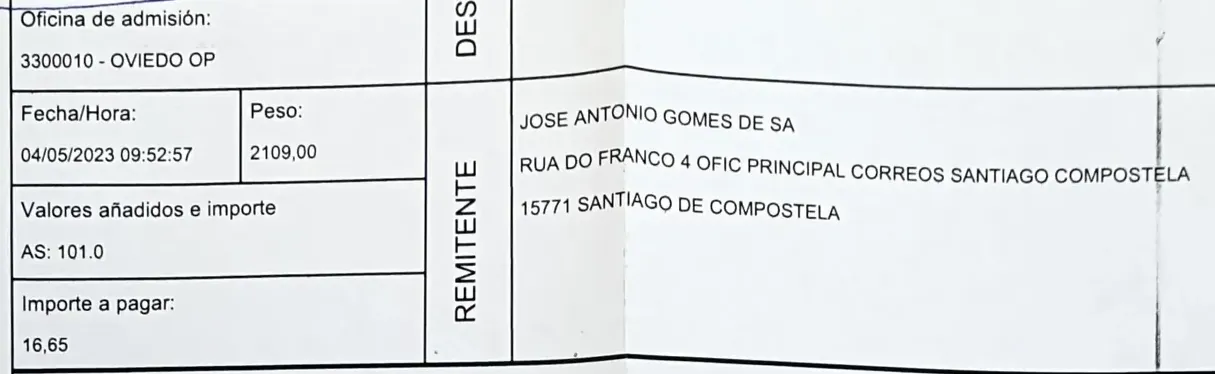 Oficina de admisión:
3300010 - OVIEDO OP
DES
Fecha/Hora:
04/05/2023 09:52:57
Peso:
2109,00
Valores añadidos e importe
AS: 101.0
Importe a pagar:
16,65
REMITENTE
JOSE ANTONIO GOMES DE SA
RUA DO FRANCO 4 OFIC PRINCIPAL CORREOS SANTIAGO COMPOSTELA
15771 SANTIAGO DE COMPOSTELA